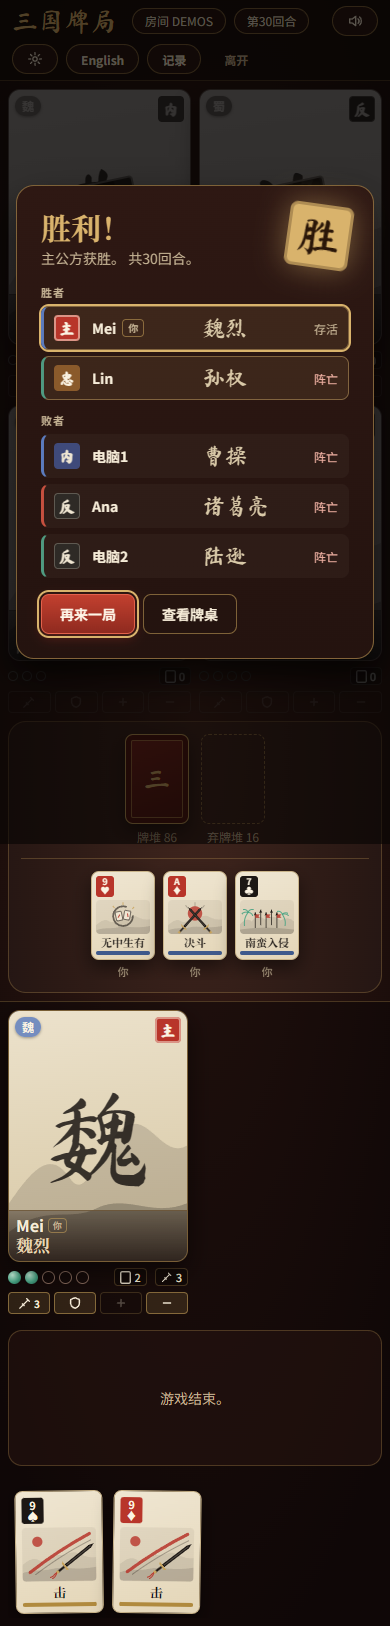 三国牌局
房间 DEMOS
第30回合
English
记录
离开
魏
内
蜀
反
胜利!
主公方获胜。 共30回合。
胜
胜者
主 Mei 你 魏烈 存活
忠 Lin 孙权 阵亡
败者
内 电脑1 曹操 阵亡
反 Ana 诸葛亮 阵亡
反 电脑2 陆逊 阵亡
再来一局
查看牌桌
0
0
三
牌堆 86
弃牌堆 16
9♥ 无中生有
A♦ 决斗
7♣ 南蛮入侵
你
你
你
魏
主
魏
Mei 你
魏烈
2
3
3
游戏结束。
9♠ 击
9♦ 击